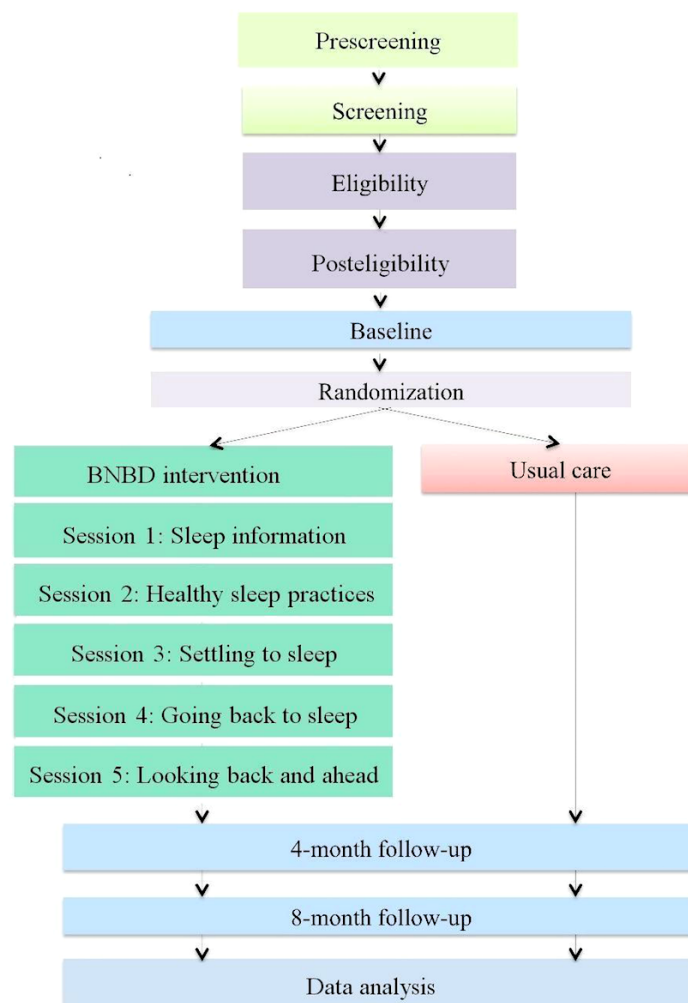 Prescreening
Screening
Eligibility
Posteligibility
Baseline
Randomization
BNBD intervention
Usual care
Session 1: Sleep information
Session 2: Healthy sleep practices
Session 3: Settling to sleep
Session 4: Going back to sleep
Session 5: Looking back and ahead
4-month follow-up
8-month follow-up
Data analysis